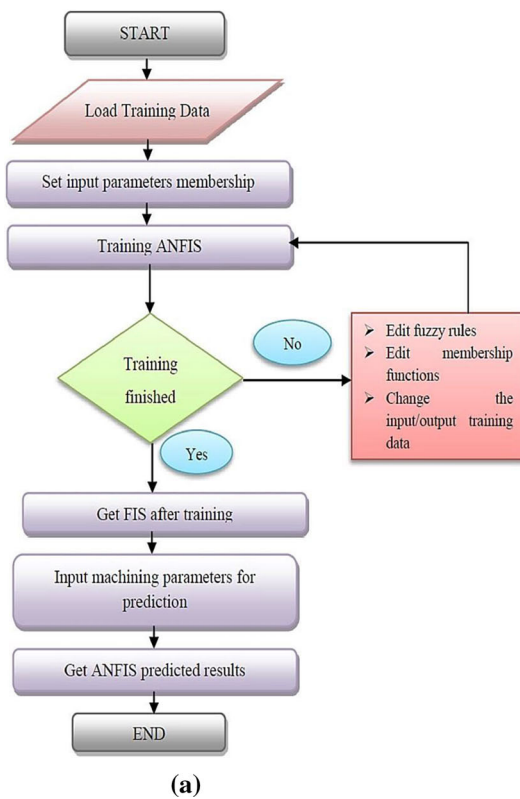 START
Load Training Data
Set input parameters membership
Training ANFIS
Training
finished
No
➢ Edit fuzzy rules
➢ Edit membership
functions
➢ Change the
input/output training
data
Yes
Get FIS after training
Input machining parameters for
prediction
Get ANFIS predicted results
END
(a)